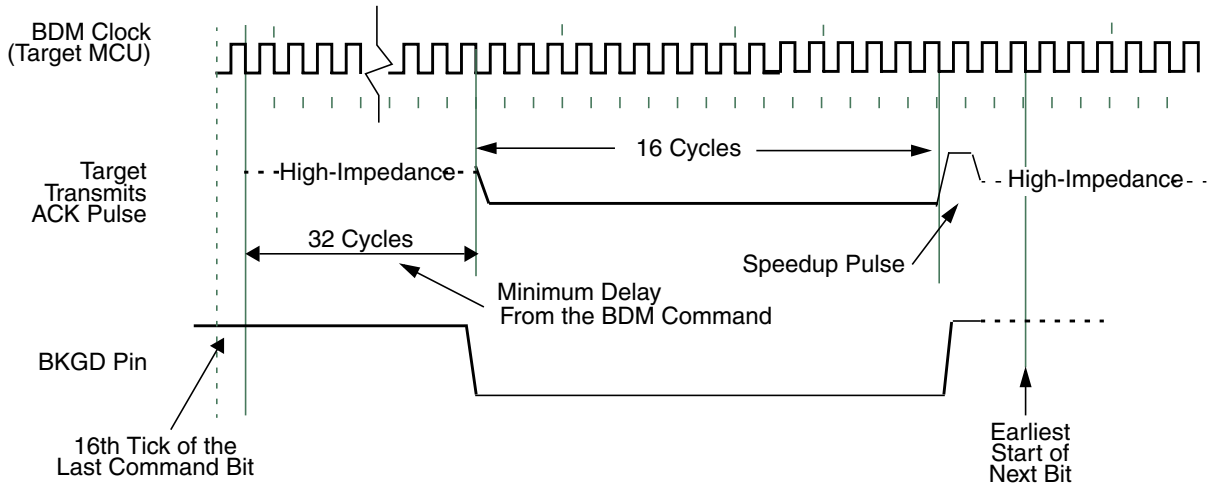 BDM Clock
(Target MCU)
16 Cycles
Target
Transmits
ACK Pulse
High-Impedance
High-Impedance
32 Cycles
Speedup Pulse
Minimum Delay
From the BDM Command
BKGD Pin
16th Tick of the
Last Command Bit
Earliest
Start of
Next Bit